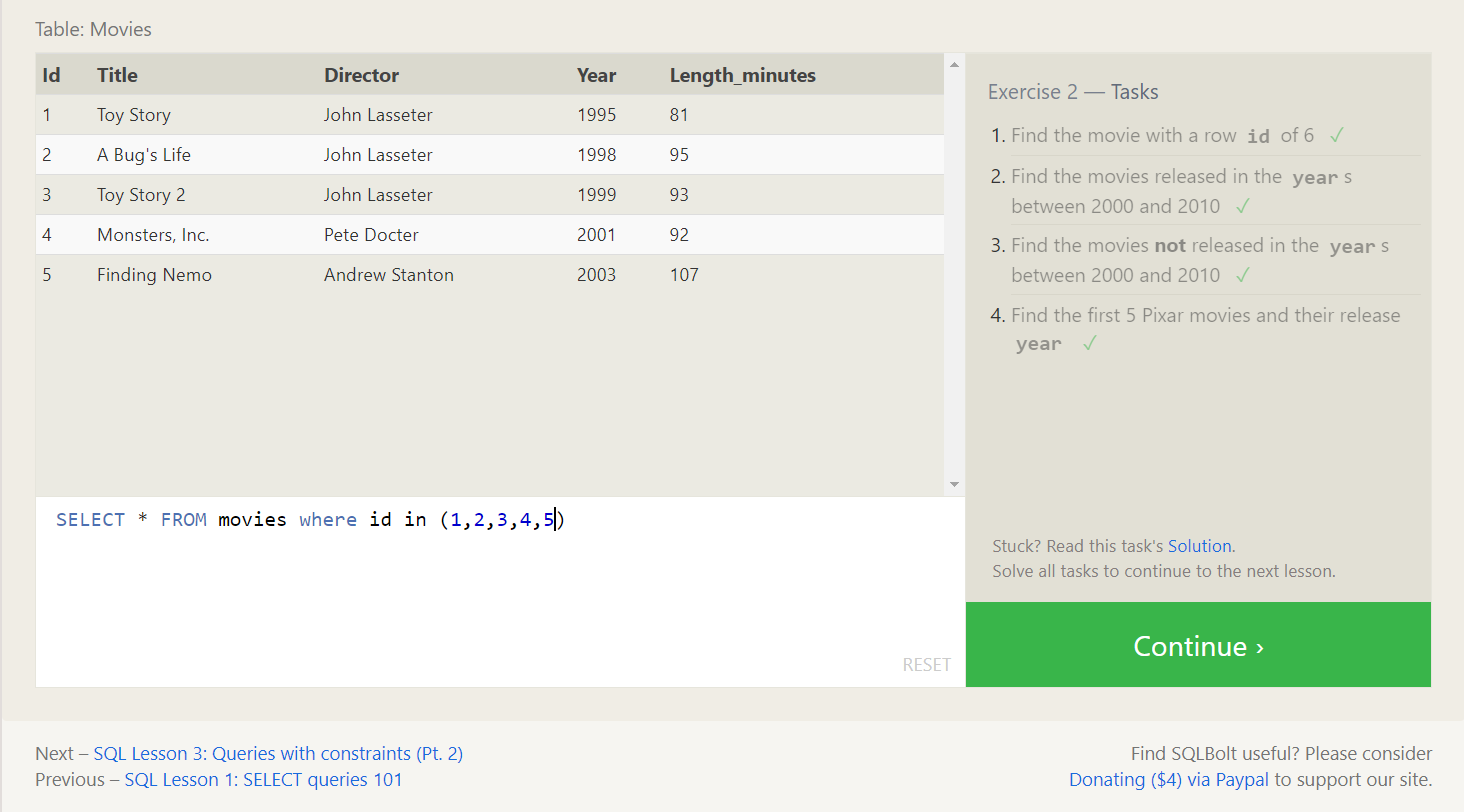 Table: Movies
Id Title Director Year Length_minutes
1 Toy Story John Lasseter 1995 81
2 A Bug's Life John Lasseter 1998 95
3 Toy Story 2 John Lasseter 1999 93
4 Monsters, Inc. Pete Docter 2001 92
5 Finding Nemo Andrew Stanton 2003 107
SELECT * FROM movies where id in (1,2,3,4,5)
RESET
Exercise 2 — Tasks
1. Find the movie with a row id of 6 ✓
2. Find the movies released in the year s
between 2000 and 2010 ✓
3. Find the movies not released in the year s
between 2000 and 2010 ✓
4. Find the first 5 Pixar movies and their release
year ✓
Stuck? Read this task's Solution.
Solve all tasks to continue to the next lesson.
Continue ›
Next – SQL Lesson 3: Queries with constraints (Pt. 2)
Previous – SQL Lesson 1: SELECT queries 101
Find SQLBolt useful? Please consider
Donating ($4) via Paypal to support our site.